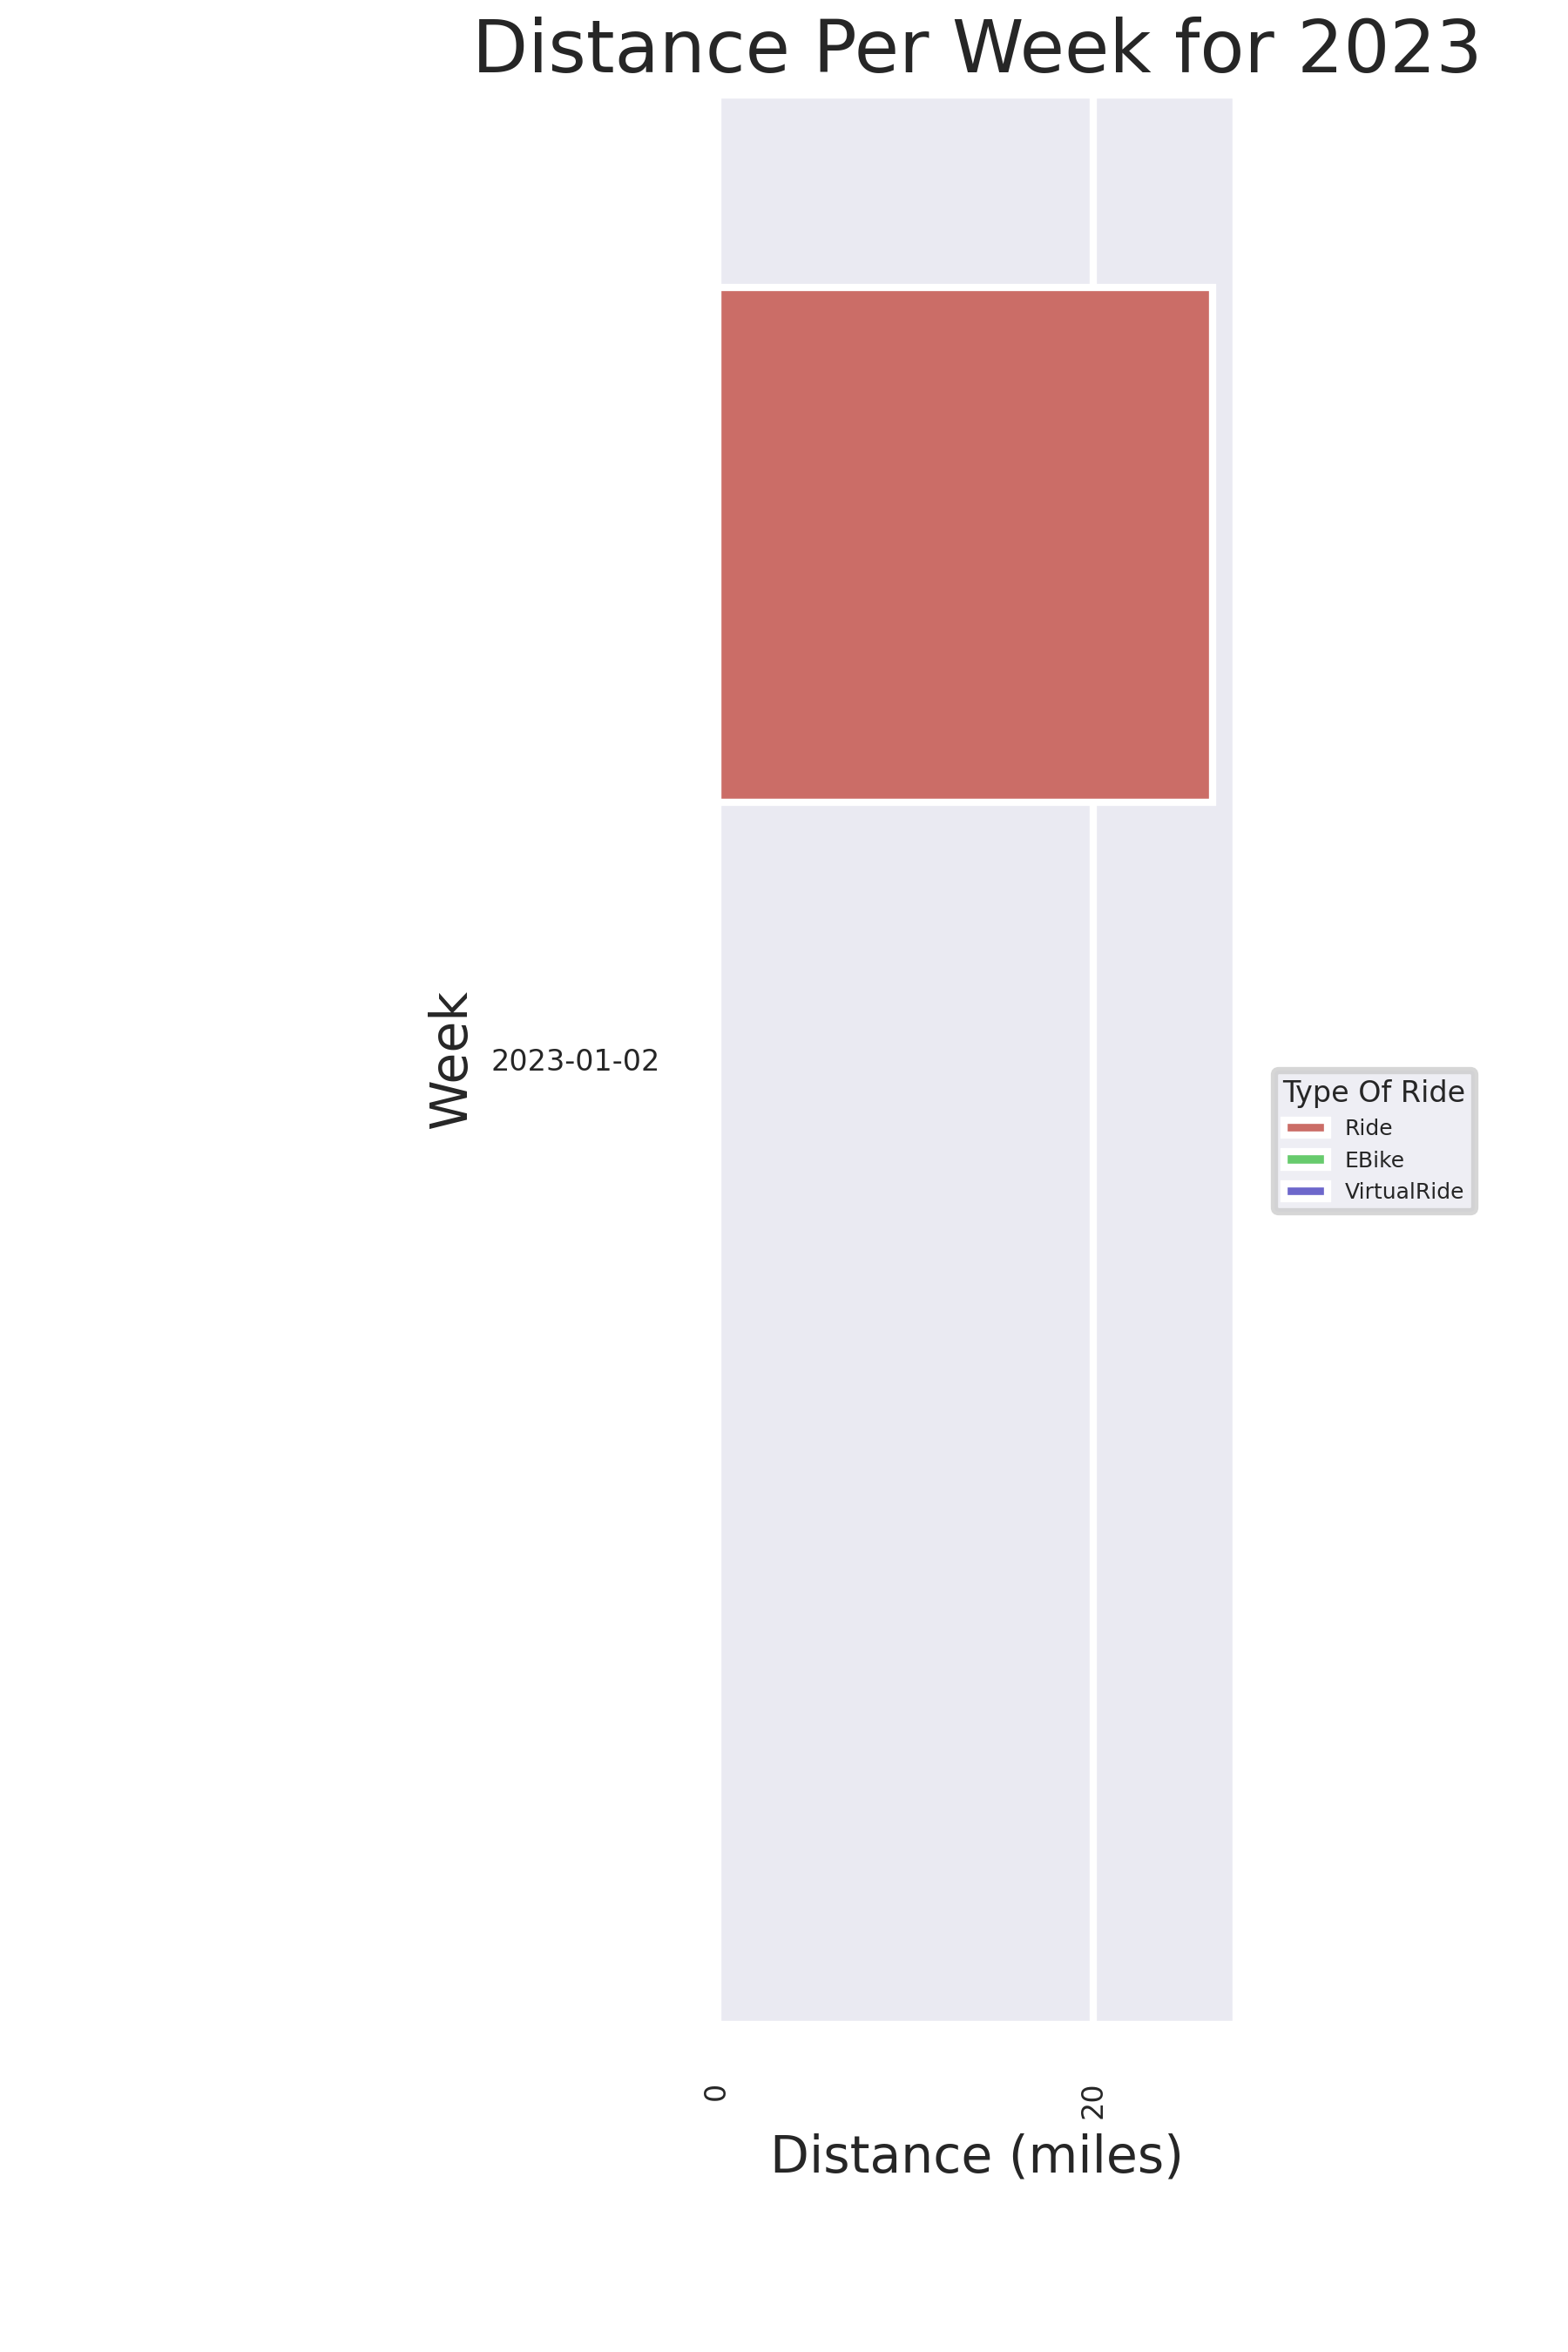 Distance Per Week for 2023
Week
2023-01-02
Type Of Ride
Ride
EBike
VirtualRide
0
20
Distance (miles)